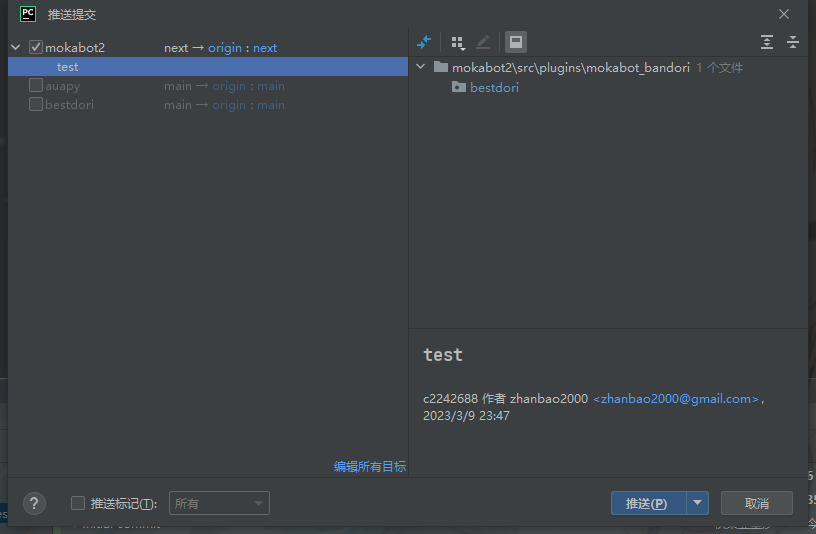 PC 推送提交
mokabot2 next → origin : next
test
auapy main → origin : main
bestdori main → origin : main
编辑所有目标
mokabot2\src\plugins\mokabot_bandori 1 个文件
bestdori
test
c2242688 作者 zhanbao2000 <zhanbao2000@gmail.com>,
2023/3/9 23:47
? 推送标记(T): 所有 推送(P) 取消